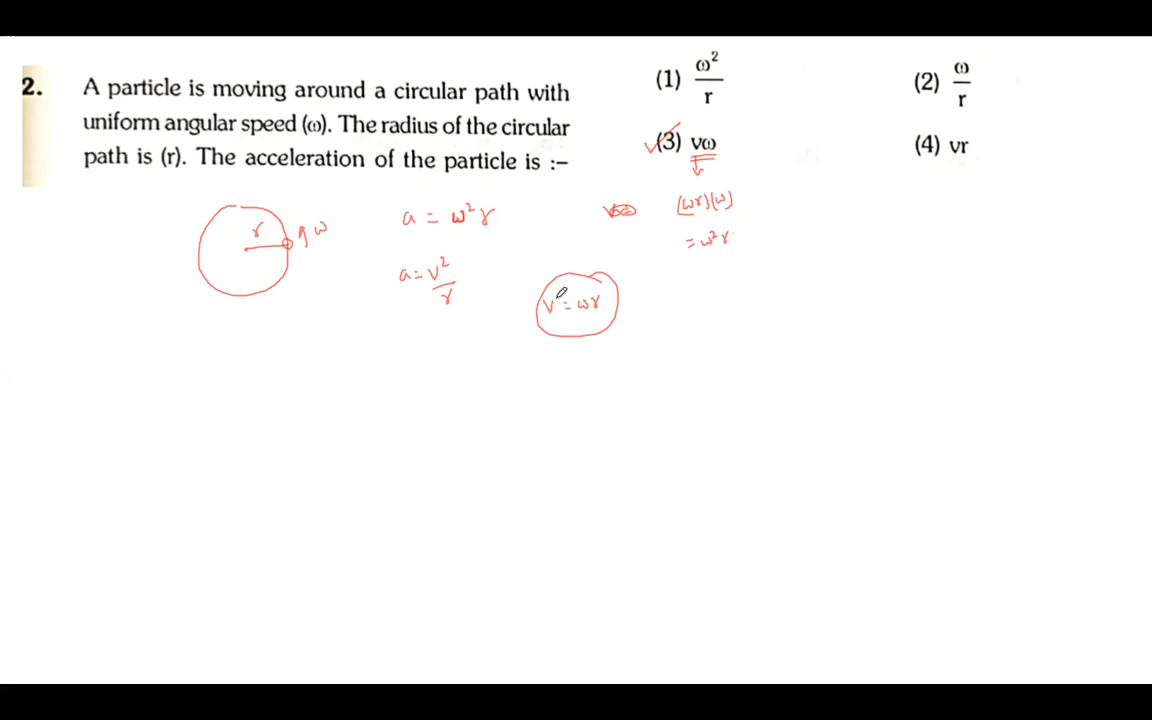 2. A particle is moving around a circular path with
uniform angular speed (ω). The radius of the circular
path is (r). The acceleration of the particle is :–
(1) ω²/r
(2) ω/r
(3) vω
(4) vr
r
ω
a = ω²r
a = v²/r
v = ωr
(ωr)(ω)
= ω²r